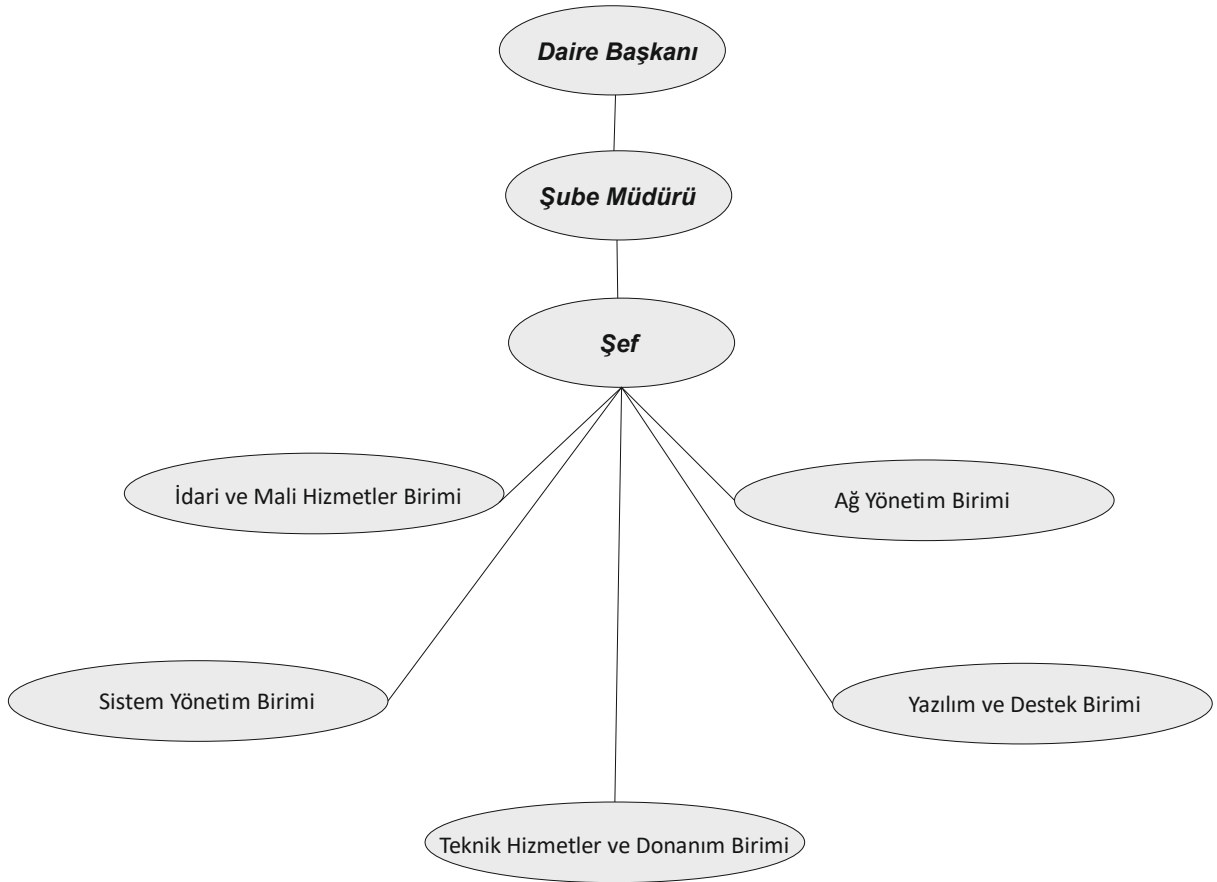 Daire Başkanı
Şube Müdürü
Şef
İdari ve Mali Hizmetler Birimi
Ağ Yönetim Birimi
Sistem Yönetim Birimi
Yazılım ve Destek Birimi
Teknik Hizmetler ve Donanım Birimi